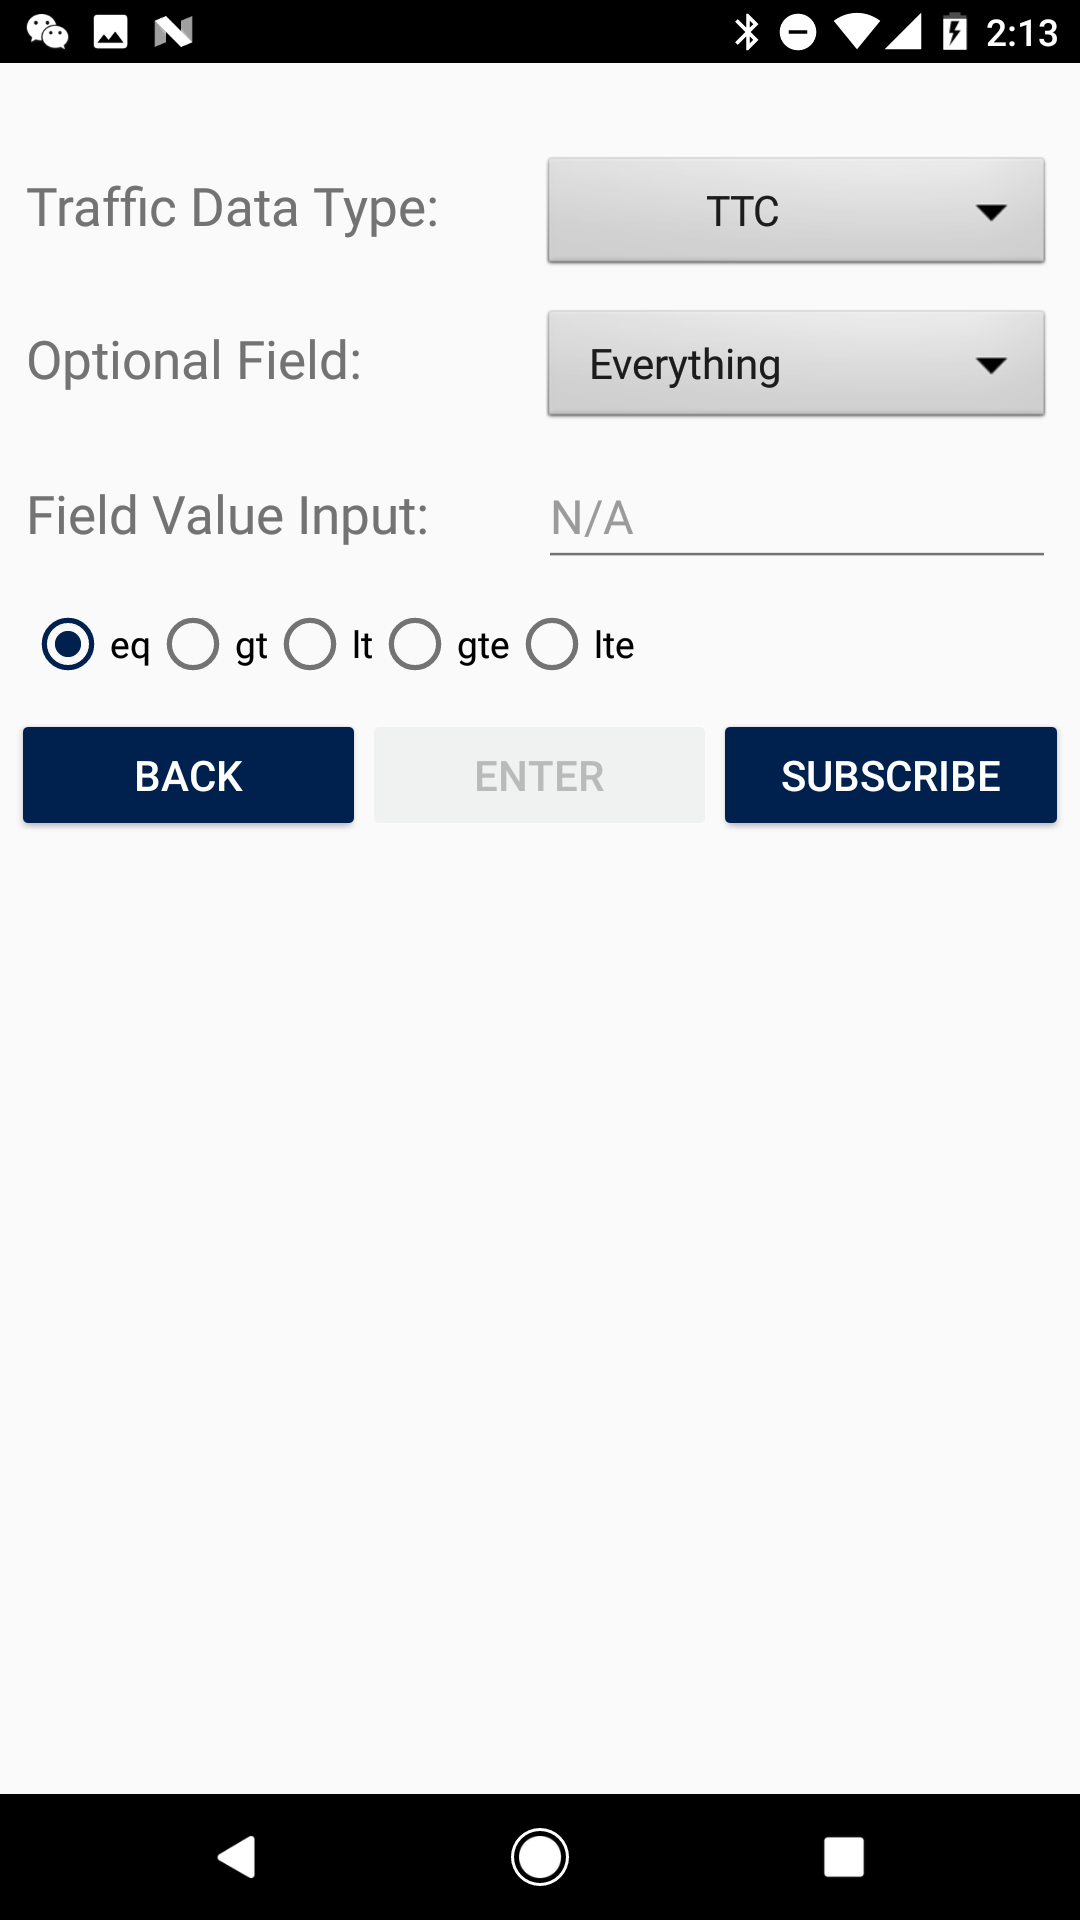 2:13
Traffic Data Type: TTC
Optional Field: Everything
Field Value Input: N/A
eq gt lt gte lte
BACK ENTER SUBSCRIBE